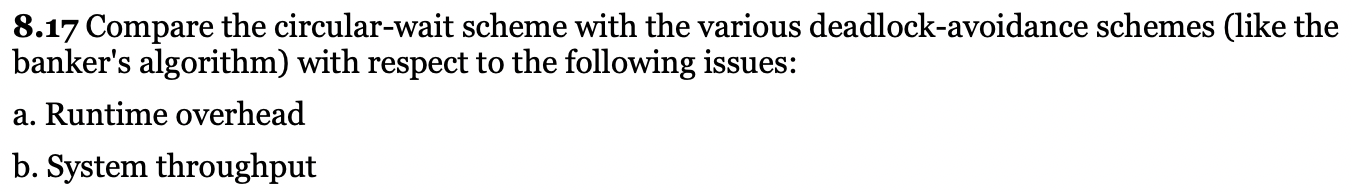 8.17 Compare the circular-wait scheme with the various deadlock-avoidance schemes (like the
banker's algorithm) with respect to the following issues:
a. Runtime overhead
b. System throughput